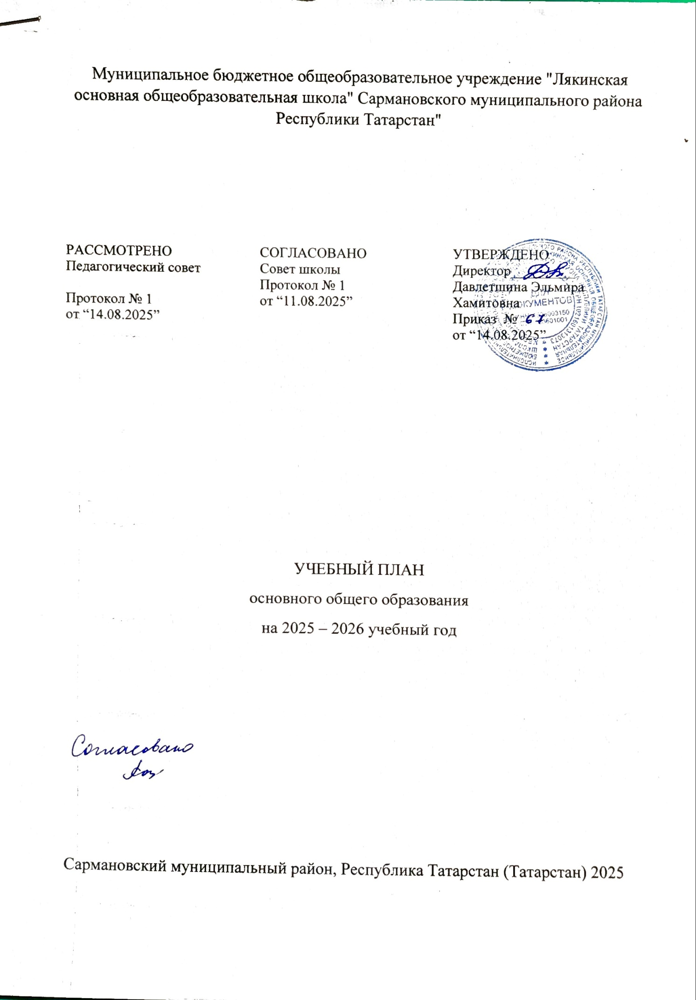 Муниципальное бюджетное общеобразовательное учреждение "Лякинская
основная общеобразовательная школа" Сармановского муниципального района
Республики Татарстан"
РАССМОТРЕНО
Педагогический совет
Протокол № 1
от “14.08.2025”
СОГЛАСОВАНО
Совет школы
Протокол № 1
от “11.08.2025”
УТВЕРЖДЕНО
Директор
Давлетшина Эльмира
Хамитовна
Приказ № 67
от “14.08.2025”
УЧЕБНЫЙ ПЛАН
основного общего образования
на 2025 – 2026 учебный год
Согласовано
Сармановский муниципальный район, Республика Татарстан (Татарстан) 2025